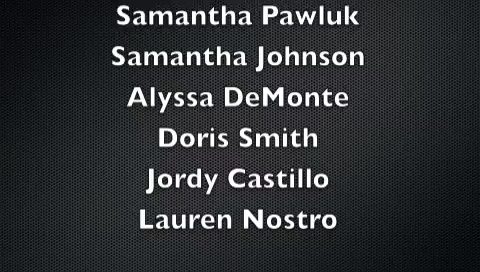 Samantha Pawluk
Samantha Johnson
Alyssa DeMonte
Doris Smith
Jordy Castillo
Lauren Nostro